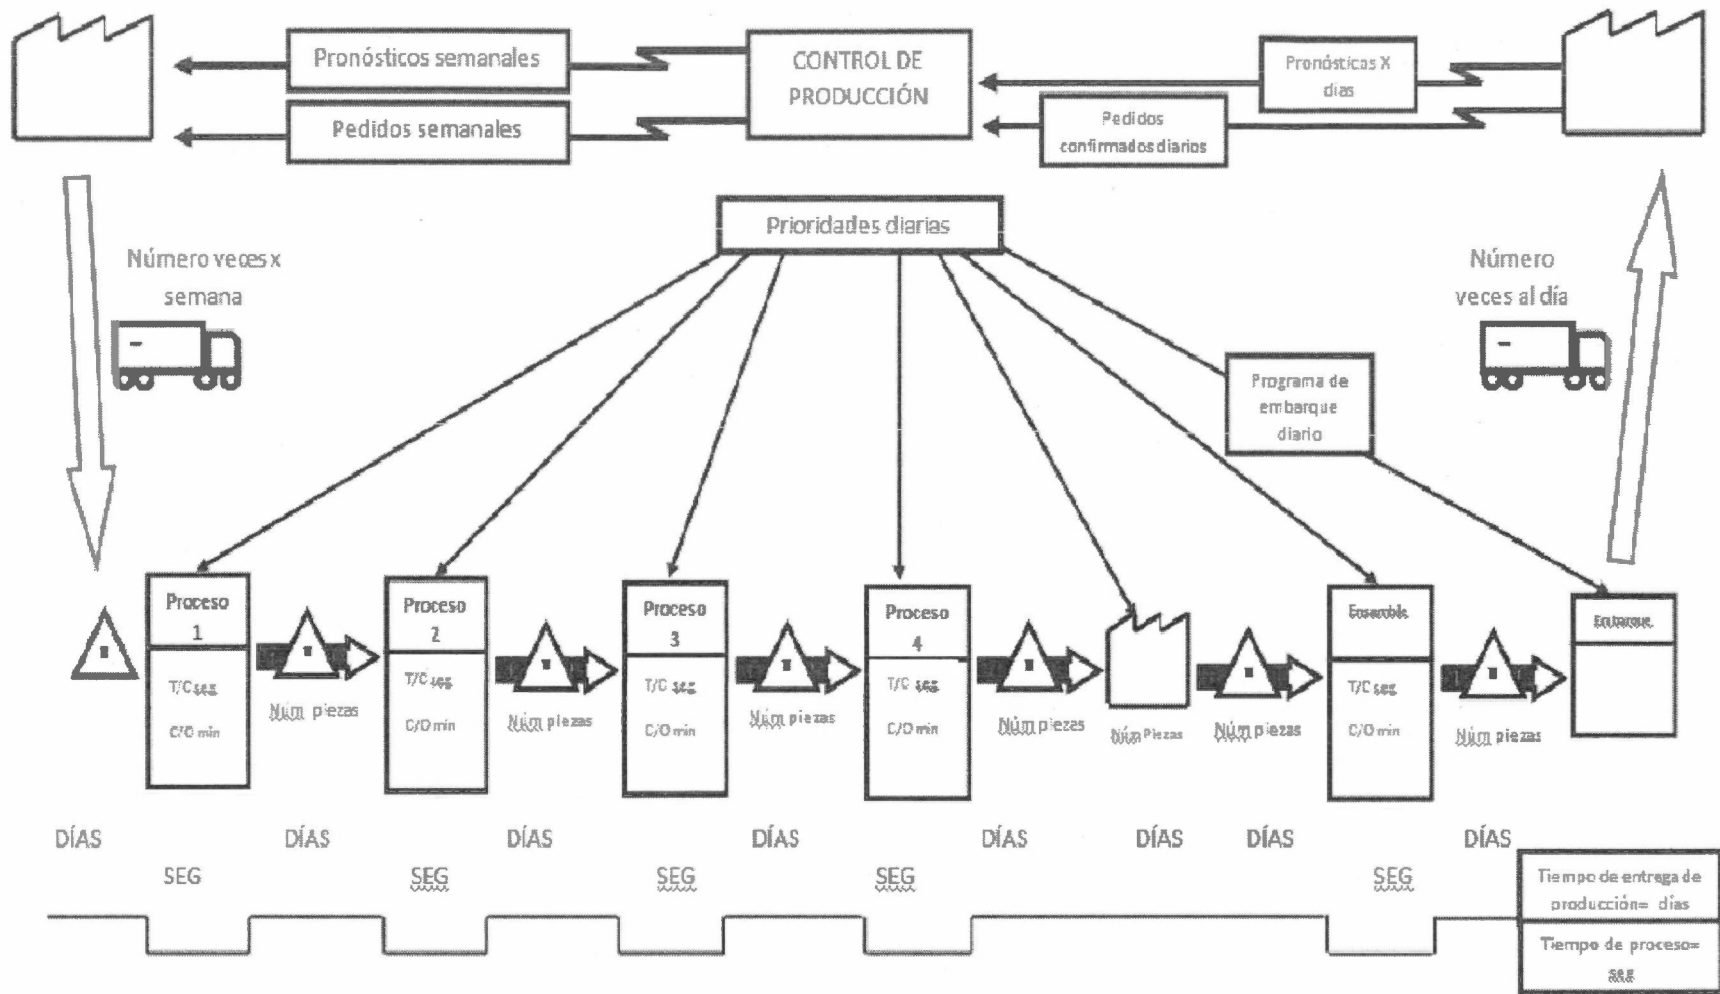 Pronósticos semanales
Pedidos semanales
CONTROL DE
PRODUCCIÓN
Pronósticas X
dias
Pedidos
confirmados diarios
Prioridades diarias
Número veces x
semana
Número
veces al día
Programa de
embarque
diario
Proceso
1
T/C seg
C/O min
Núm piezas
Proceso
2
T/C seg
C/O min
Núm piezas
Proceso
3
T/C seg
C/O min
Núm piezas
Proceso
4
T/C seg
C/O min
Núm piezas
Núm Piezas
Núm piezas
Ensamble
T/C seg
C/O min
Núm piezas
Embarque
DÍAS
DÍAS
DÍAS
DÍAS
DÍAS
DÍAS
DÍAS
DÍAS
SEG
SEG
SEG
SEG
SEG
Tiempo de entrega de
producción= días
Tiempo de proceso=
seg